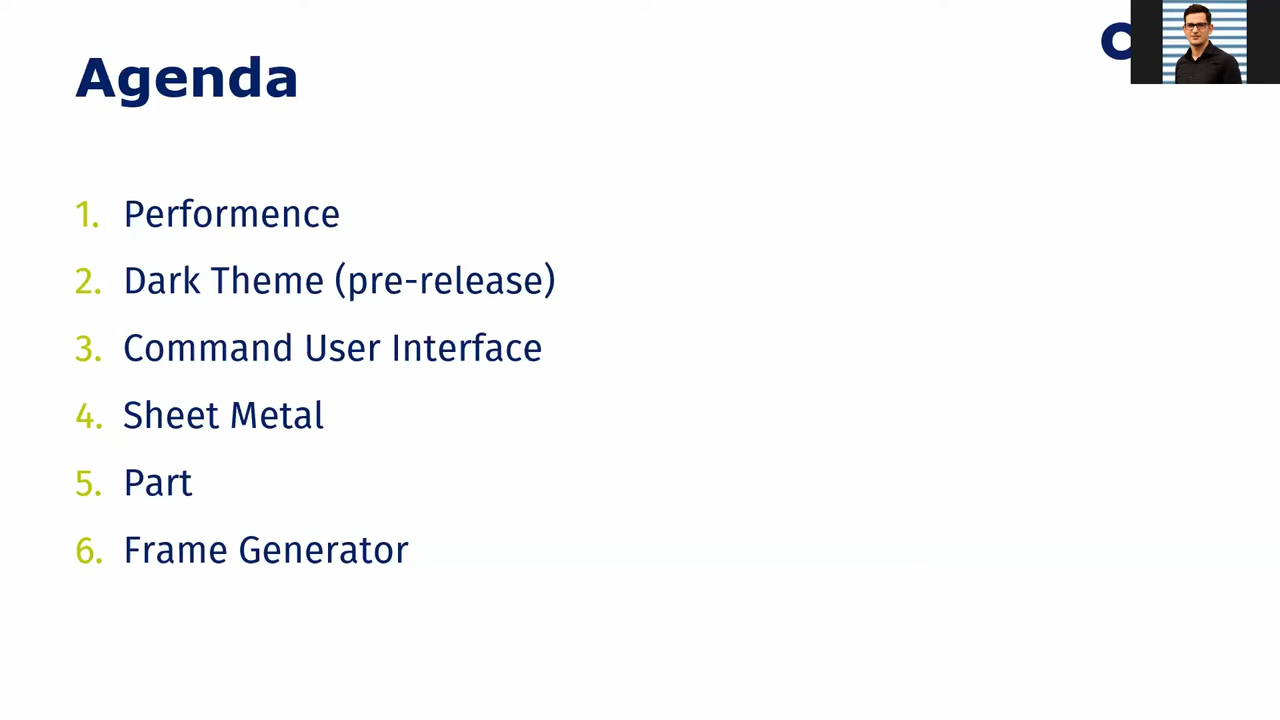 Agenda
1. Performence
2. Dark Theme (pre-release)
3. Command User Interface
4. Sheet Metal
5. Part
6. Frame Generator